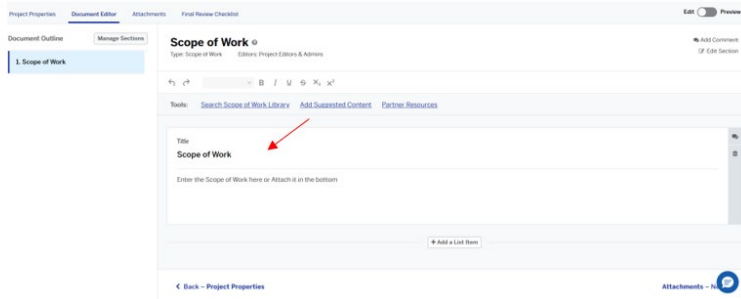 Project Properties Document Editor Attachments Final Review Checklist Edit Preview
Document Outline Manage Sections
1. Scope of Work
Scope of Work
Type: Scope of Work Editors: Project Editors & Admins
Add Comment
Edit Section
B I U S X₂ X²
Tools: Search Scope of Work Library Add Suggested Content Partner Resources
Title
Scope of Work
Enter the Scope of Work here or Attach it in the bottom
+ Add a List Item
Back – Project Properties Attachments –